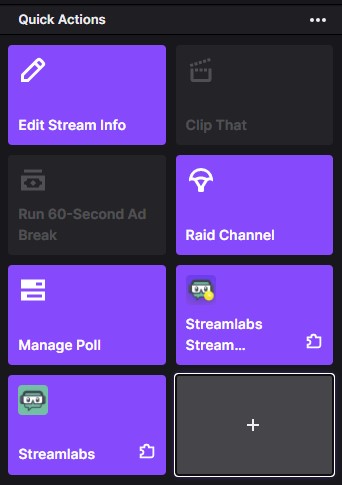 Quick Actions
Edit Stream Info
Clip That
Run 60-Second Ad
Break
Raid Channel
Manage Poll
Streamlabs
Stream...
Streamlabs